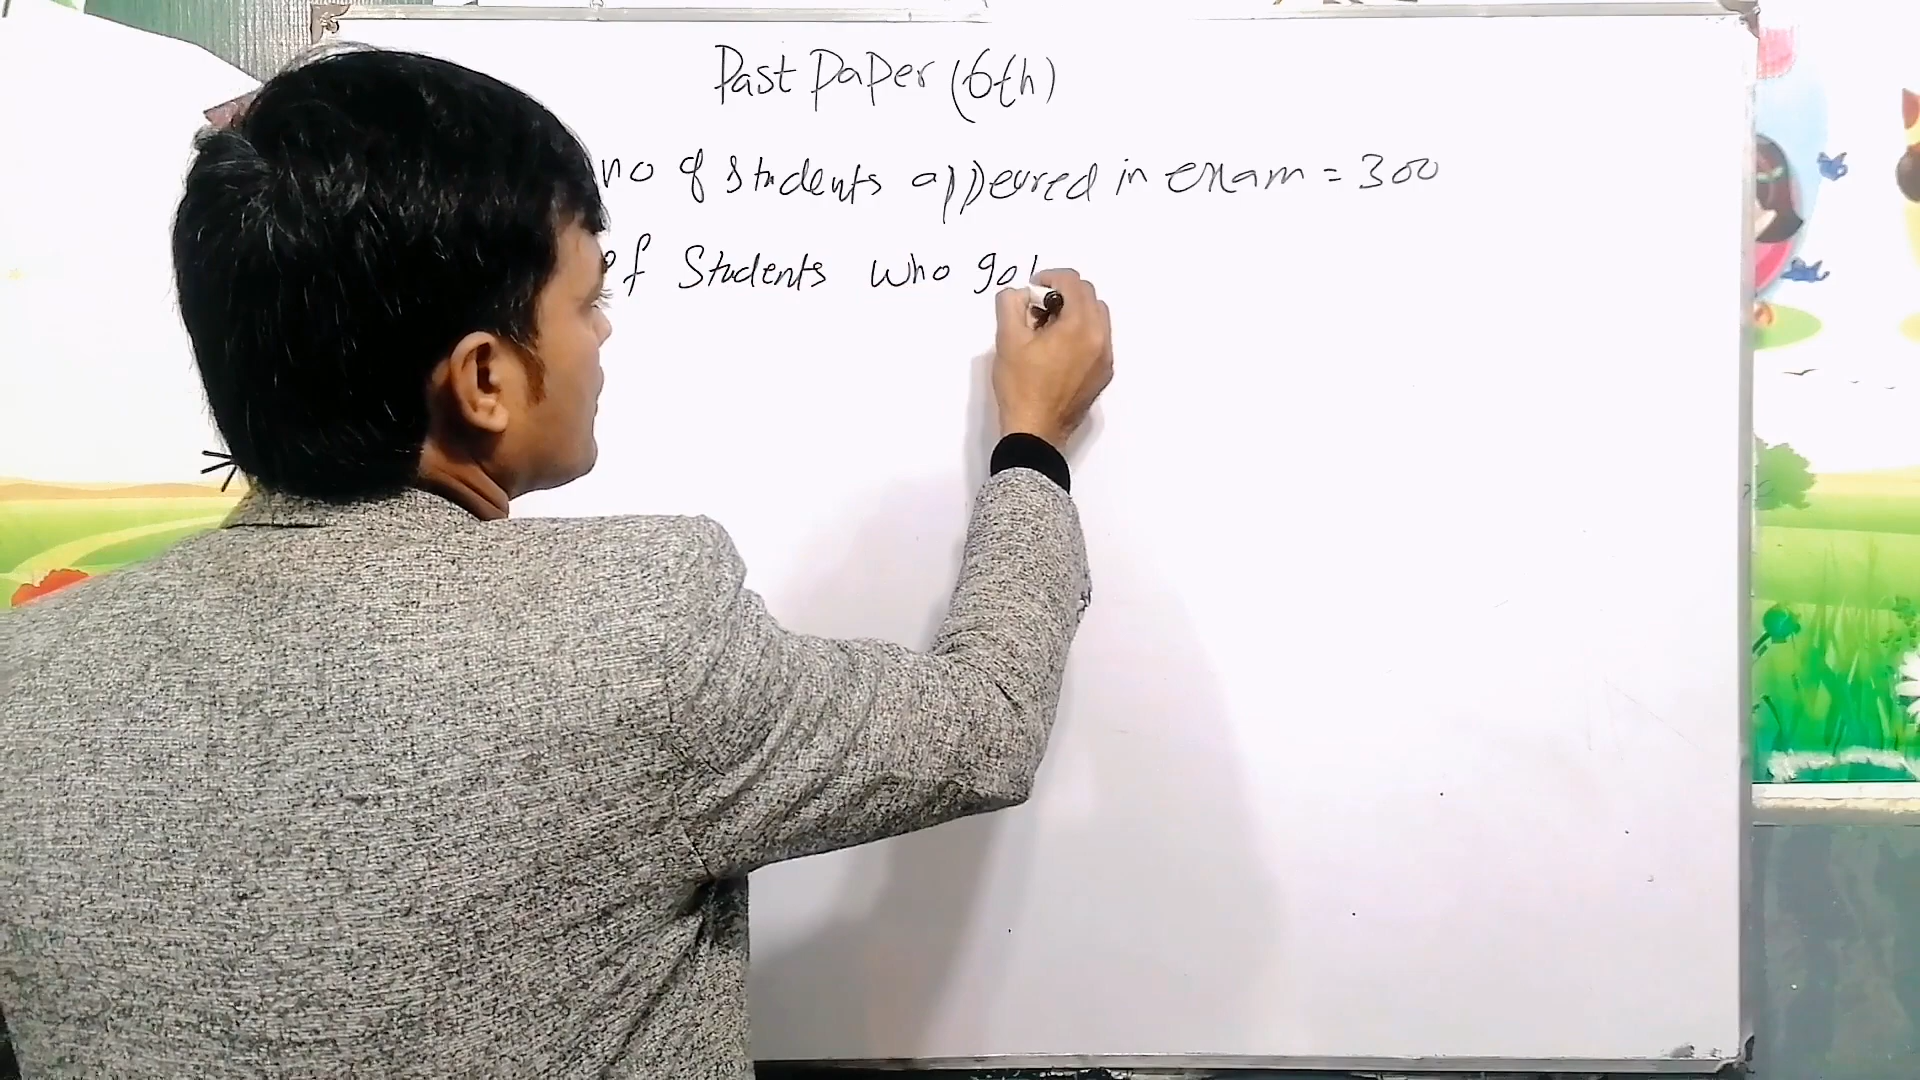 Past Paper (6th)
no of students appeared in exam = 300
of Students who got